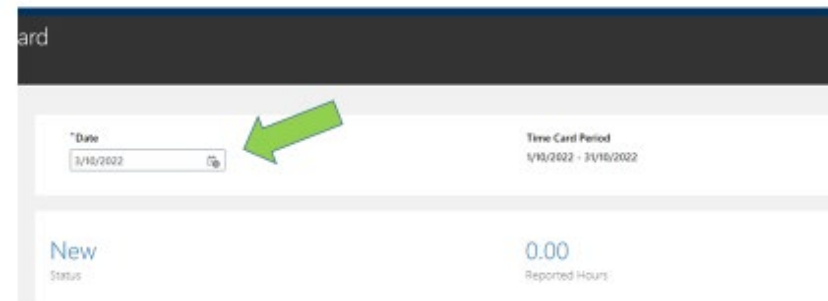 ard
*Date
3/10/2022
Time Card Period
1/10/2022 - 31/10/2022
New
Status
0.00
Reported Hours